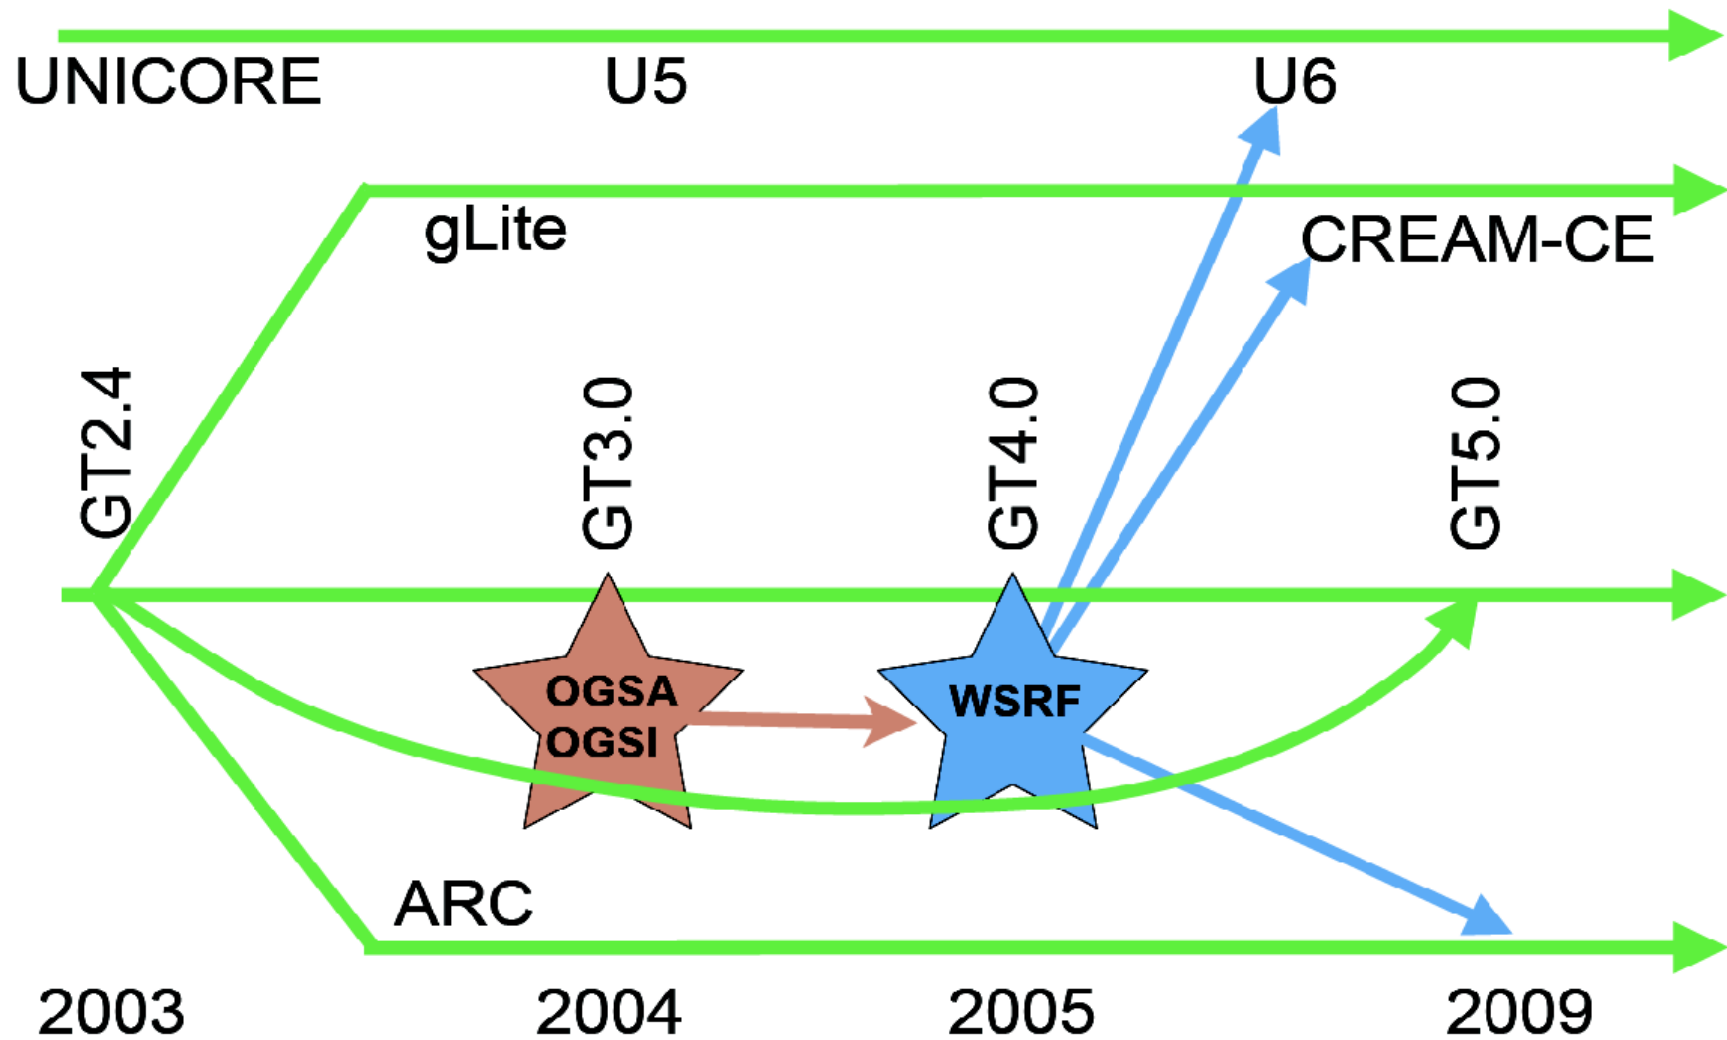 UNICORE U5 U6
gLite CREAM-CE
GT2.4 GT3.0 GT4.0 GT5.0
OGSA WSRF
OGSI
ARC
2003 2004 2005 2009